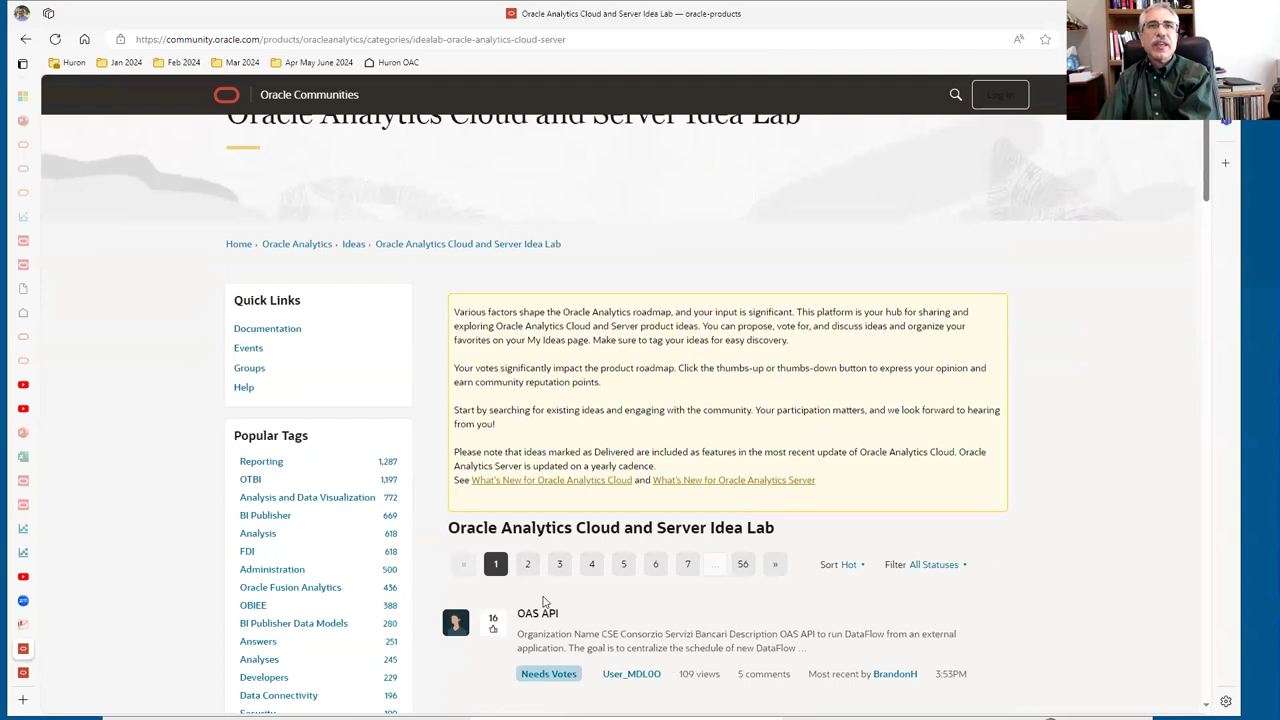 Oracle Analytics Cloud and Server Idea Lab — oracle-products
https://community.oracle.com/products/oracleanalytics/categories/idealab-oracle-analytics-cloud-server
Huron
Jan 2024
Feb 2024
Mar 2024
Apr May June 2024
Huron OAC
Oracle Communities
Log In
Oracle Analytics Cloud and Server Idea Lab
Home › Oracle Analytics › Ideas › Oracle Analytics Cloud and Server Idea Lab
Quick Links
Documentation
Events
Groups
Help
Popular Tags
Reporting 1,287
OTBI 1,197
Analysis and Data Visualization 772
BI Publisher 669
Analysis 618
FDI 618
Administration 500
Oracle Fusion Analytics 436
OBIEE 388
BI Publisher Data Models 280
Answers 251
Analyses 245
Developers 229
Data Connectivity 196
Various factors shape the Oracle Analytics roadmap, and your input is significant. This platform is your hub for sharing and
exploring Oracle Analytics Cloud and Server product ideas. You can propose, vote for, and discuss ideas and organize your
favorites on your My Ideas page. Make sure to tag your ideas for easy discovery.
Your votes significantly impact the product roadmap. Click the thumbs-up or thumbs-down button to express your opinion and
earn community reputation points.
Start by searching for existing ideas and engaging with the community. Your participation matters, and we look forward to hearing
from you!
Please note that ideas marked as Delivered are included as features in the most recent update of Oracle Analytics Cloud. Oracle
Analytics Server is updated on a yearly cadence.
See What's New for Oracle Analytics Cloud and What's New for Oracle Analytics Server
Oracle Analytics Cloud and Server Idea Lab
« 1 2 3 4 5 6 7 ... 56 » Sort Hot Filter All Statuses
16
OAS API
Organization Name CSE Consorzio Servizi Bancari Description OAS API to run DataFlow from an external
application. The goal is to centralize the schedule of new DataFlow ...
Needs Votes User_MDL0O 109 views 5 comments Most recent by BrandonH 3:53PM